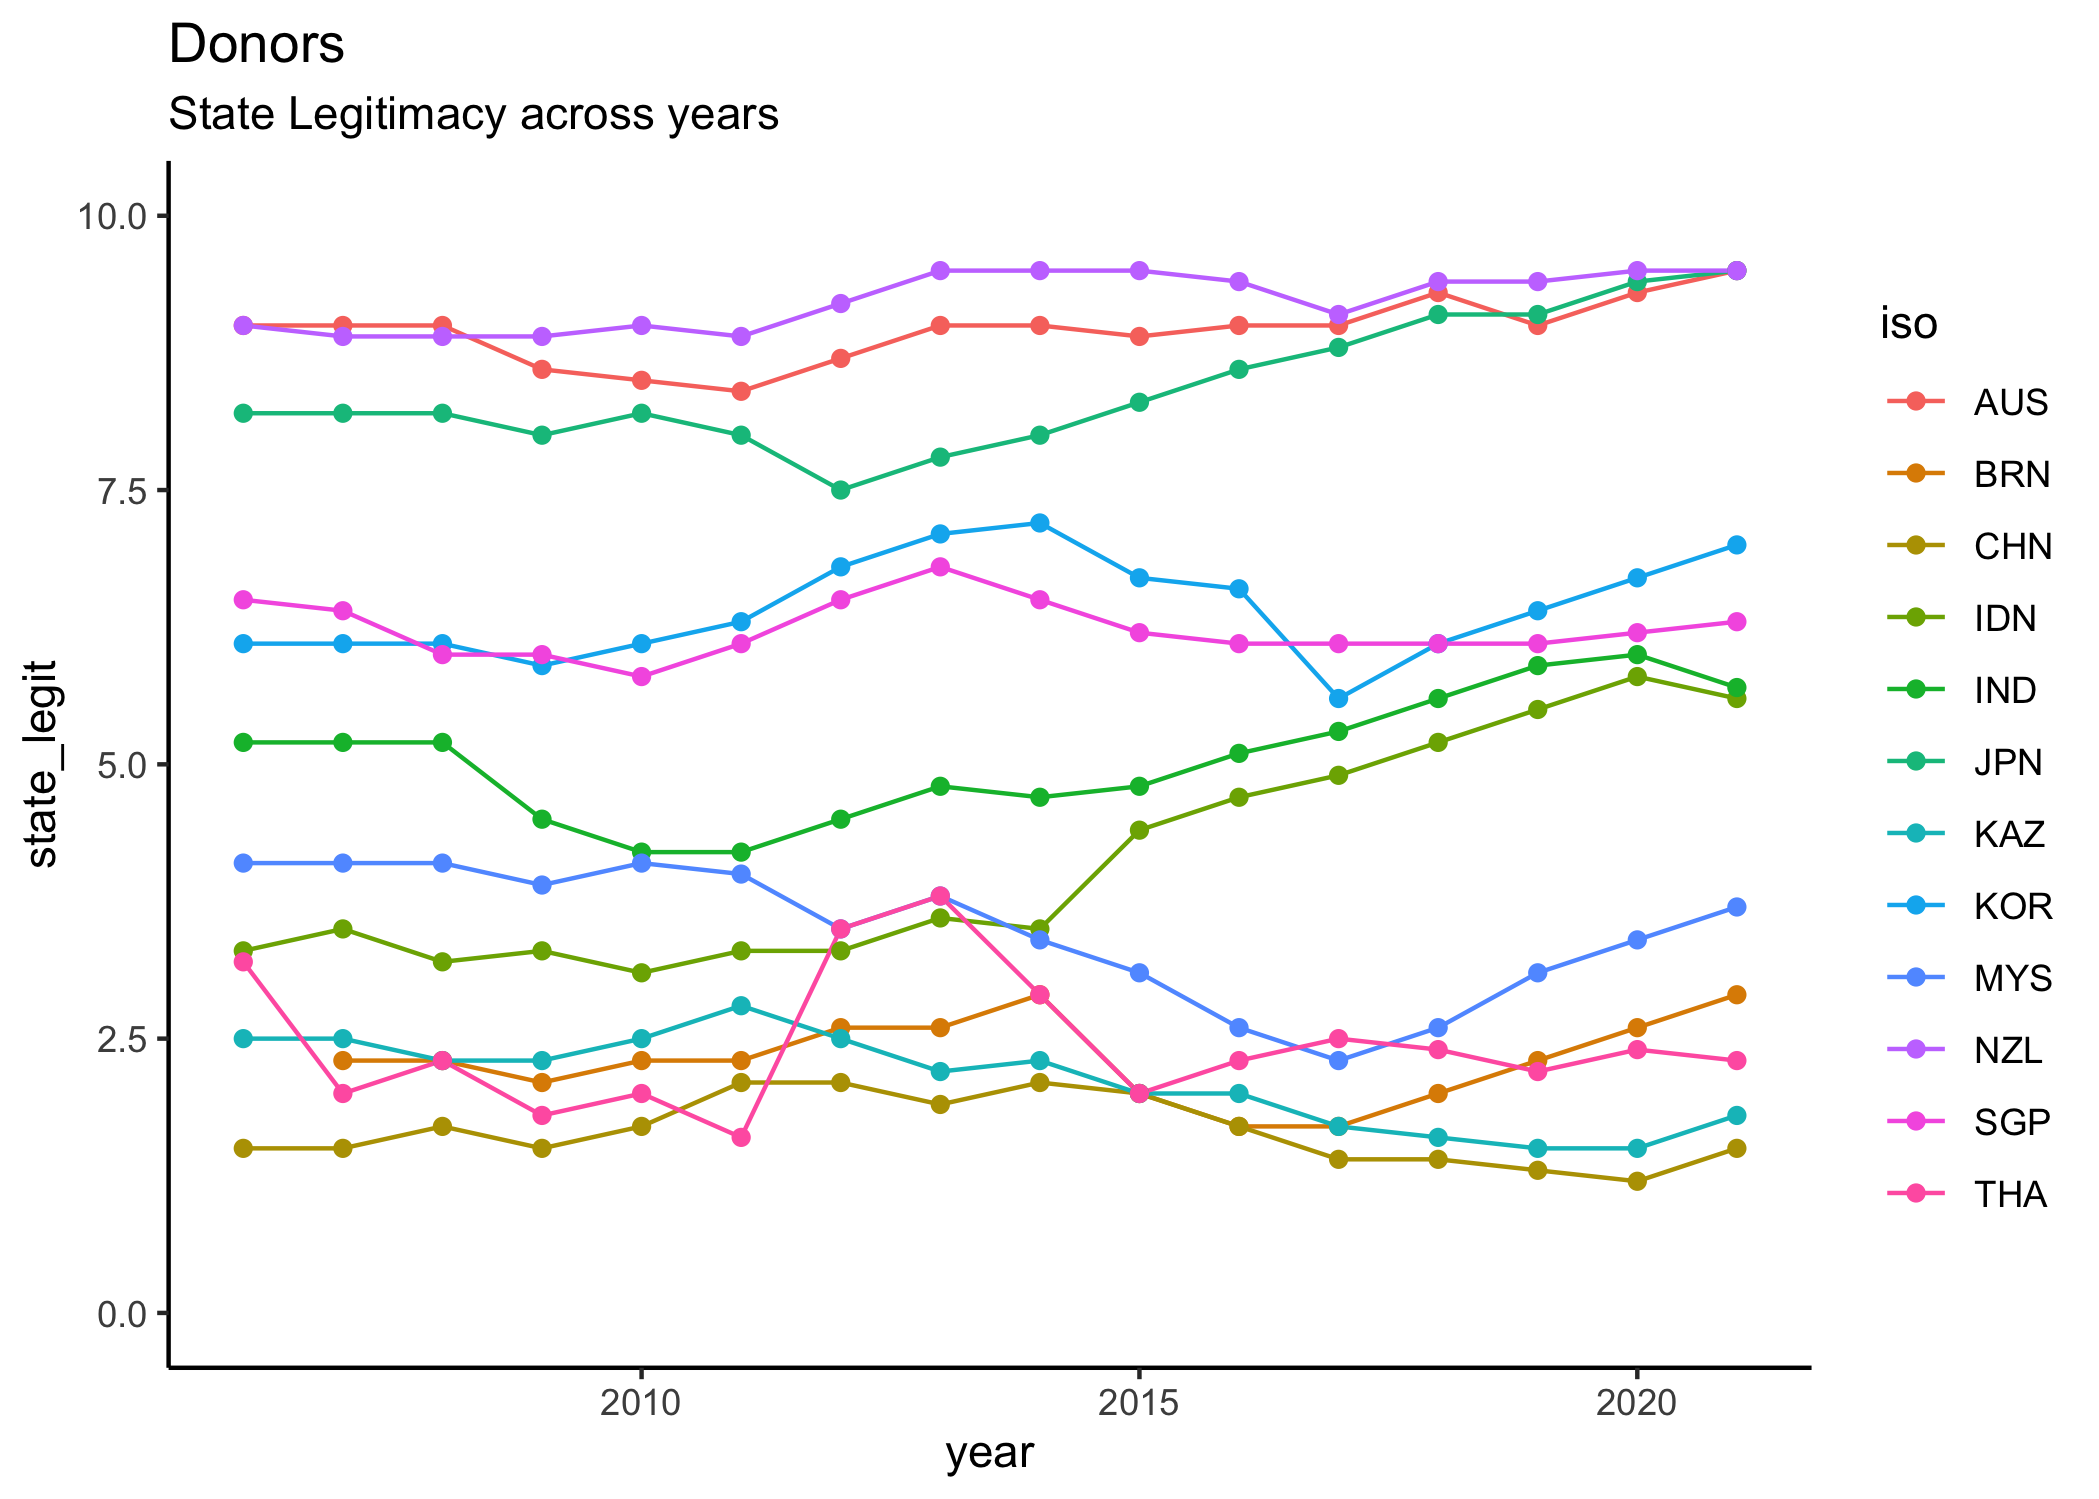 Donors
State Legitimacy across years
10.0
7.5
5.0
2.5
0.0
state_legit
2010
2015
2020
year
iso
AUS
BRN
CHN
IDN
IND
JPN
KAZ
KOR
MYS
NZL
SGP
THA